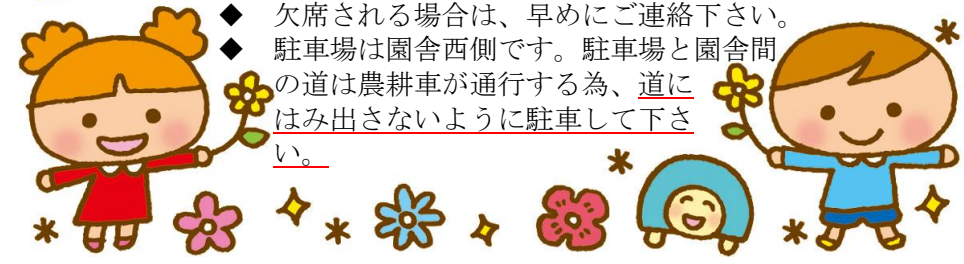 ◆ 欠席される場合は、早めにご連絡下さい。
◆ 駐車場は園舎西側です。駐車場と園舎間
の道は農耕車が通行する為、道に
はみ出さないように駐車して下さ
い。